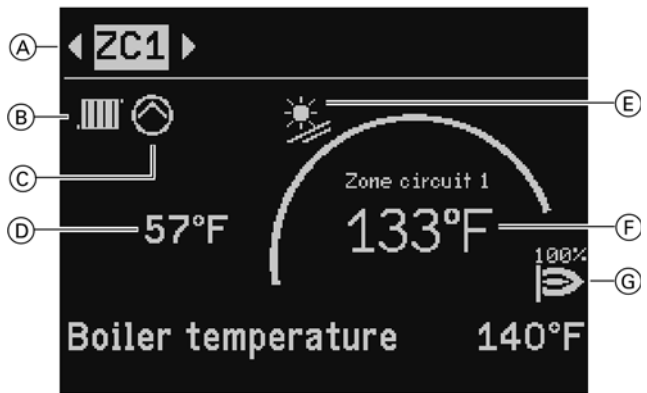 A
ZC1
B
E
C
Zone circuit 1
D
57°F
133°F
F
100%
G
Boiler temperature 140°F